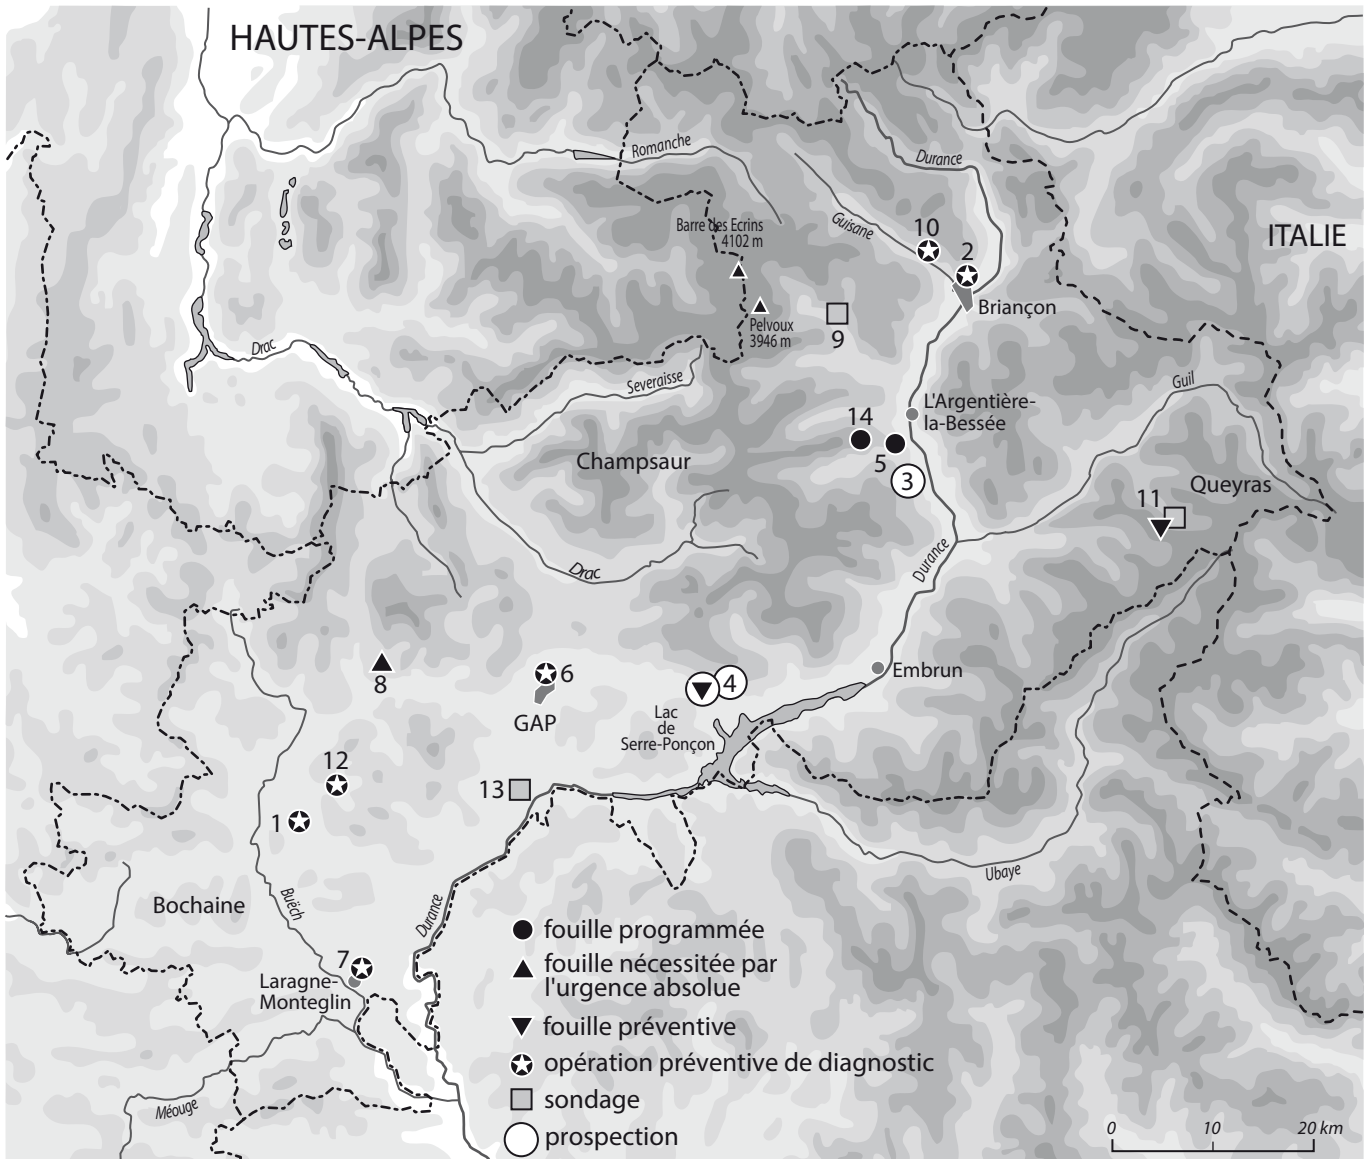 HAUTES-ALPES
Romanche
Durance
Barre des Ecrins
4102 m
Guisane
10
2
ITALIE
Briançon
Pelvoux
3946 m
9
Drac
Severaisse
Guil
L'Argentière-
la-Bessée
14
5
3
Champsaur
Queyras
11
Drac
Durance
8
6
GAP
4
Embrun
Lac
de
Serre-Ponçon
12
13
1
Ubaye
Buëch
Bochaine
Durance
7
Laragne-
Monteglin
Méouge
fouille programmée
fouille nécessitée par
l'urgence absolue
fouille préventive
opération préventive de diagnostic
sondage
prospection
0 10 20 km